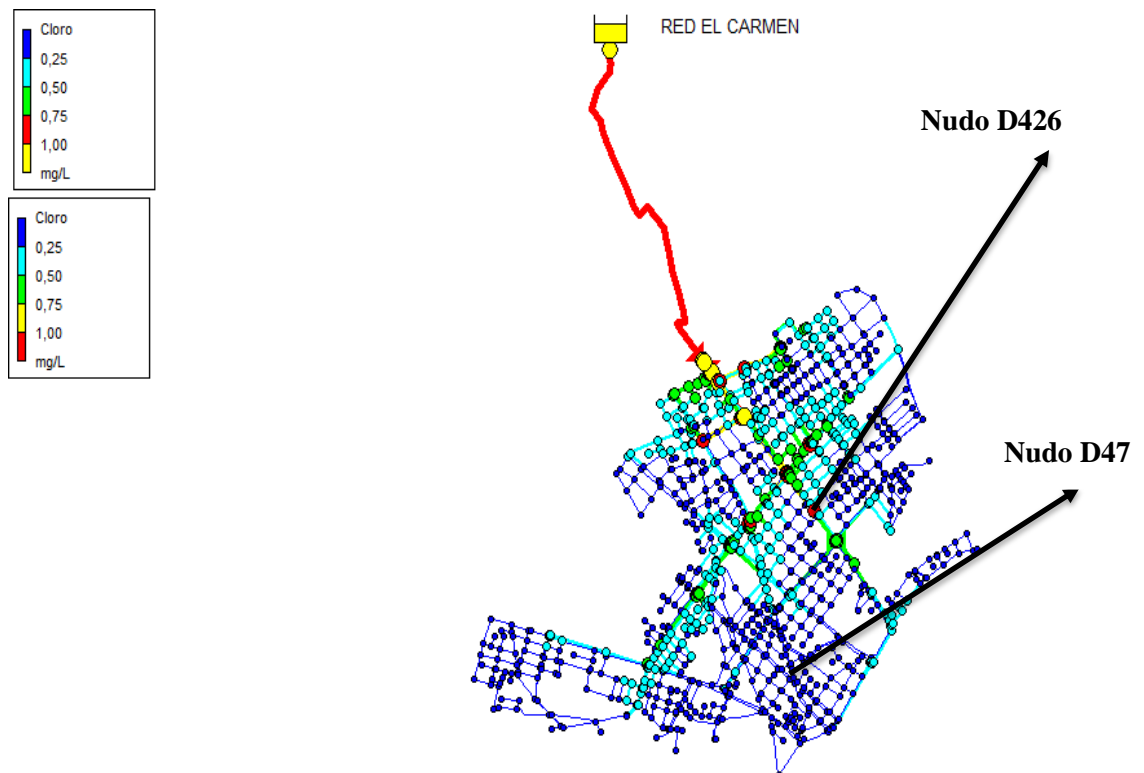 Cloro
0,25
0,50
0,75
1,00
mg/L
Cloro
0,25
0,50
0,75
1,00
mg/L
RED EL CARMEN
Nudo D426
Nudo D47